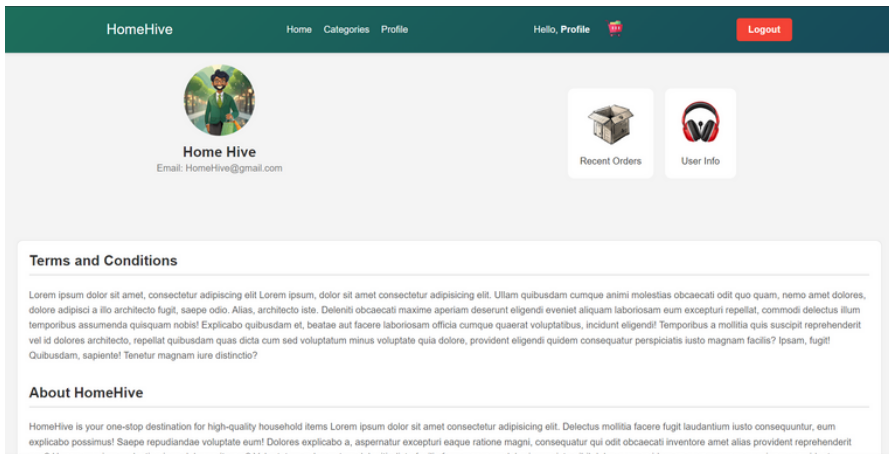 HomeHive
Home Categories Profile
Hello, Profile
Logout
Home Hive
Email: HomeHive@gmail.com
Recent Orders
User Info
Terms and Conditions
Lorem ipsum dolor sit amet, consectetur adipiscing elit Lorem ipsum, dolor sit amet consectetur adipisicing elit. Ullam quibusdam cumque animi molestias obcaecati odit quo quam, nemo amet dolores,
dolore adipisci a illo architecto fugit, saepe odio. Alias, architecto iste. Deleniti obcaecati maxime aperiam deserunt eligendi eveniet aliquam laboriosam eum excepturi repellat, commodi delectus illum
temporibus assumenda quisquam nobis! Explicabo quibusdam et, beatae aut facere laboriosam officia cumque quaerat voluptatibus, incidunt eligendi! Temporibus a mollitia quis suscipit reprehenderit
vel id dolores architecto, repellat quibusdam quas dicta cum sed voluptatum minus voluptate quia dolore, provident eligendi quidem consequatur perspiciatis iusto magnam facilis? Ipsam, fugit!
Quibusdam, sapiente! Tenetur magnam iure distinctio?
About HomeHive
HomeHive is your one-stop destination for high-quality household items Lorem ipsum dolor sit amet consectetur adipisicing elit. Delectus mollitia facere fugit laudantium iusto consequuntur, eum
explicabo possimus! Saepe repudiandae voluptate eum! Dolores explicabo a, aspernatur excepturi eaque ratione magni, consequatur qui odit obcaecati inventore amet alias provident reprehenderit